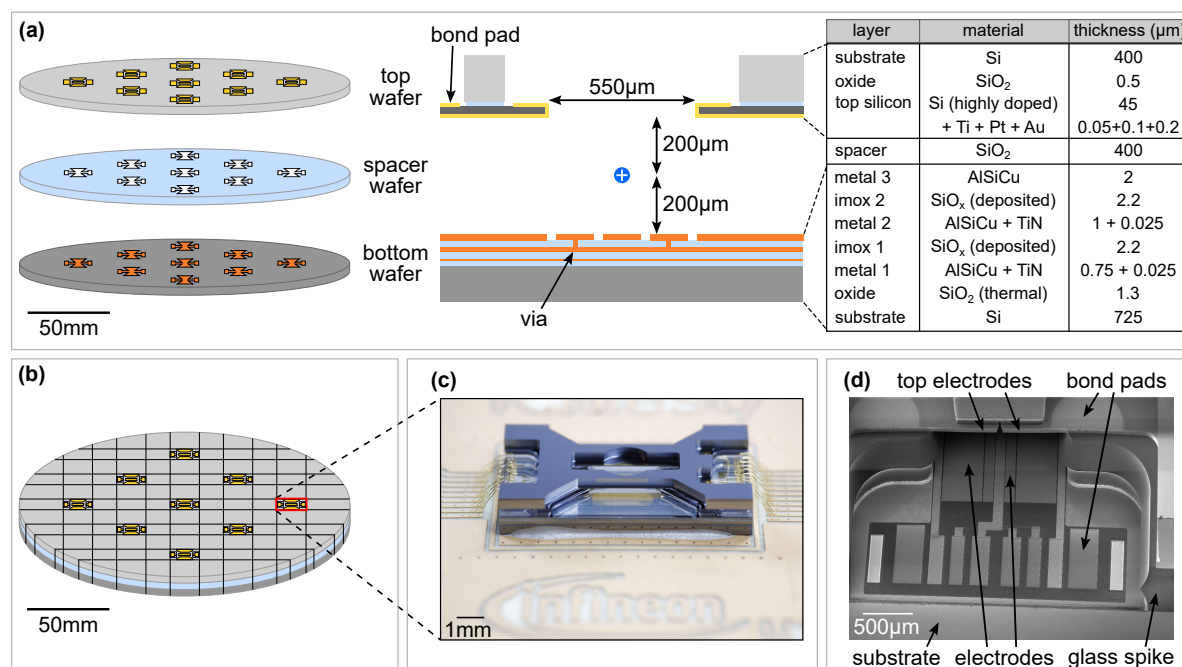 (a)
top
wafer
spacer
wafer
bottom
wafer
50mm
bond pad
550µm
200µm
200µm
via
layer material thickness (µm)
substrate Si 400
oxide SiO₂ 0.5
top silicon Si (highly doped) 45
+ Ti + Pt + Au 0.05+0.1+0.2
spacer SiO₂ 400
metal 3 AlSiCu 2
imox 2 SiOₓ (deposited) 2.2
metal 2 AlSiCu + TiN 1 + 0.025
imox 1 SiOₓ (deposited) 2.2
metal 1 AlSiCu + TiN 0.75 + 0.025
oxide SiO₂ (thermal) 1.3
substrate Si 725
(b)
50mm
(c)
infineon
1mm
(d)
top electrodes bond pads
500µm
substrate electrodes glass spike